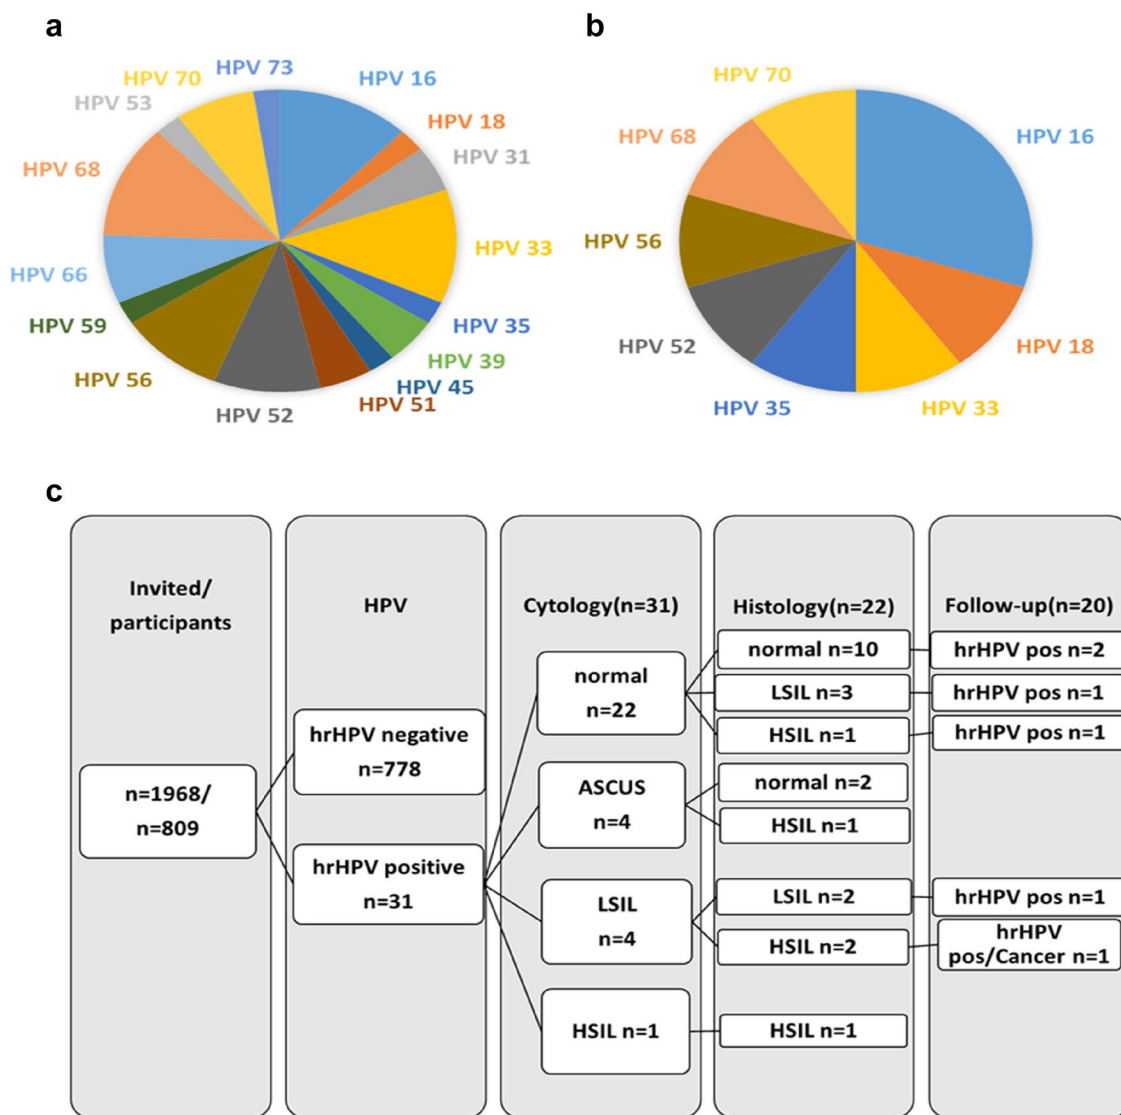 a
HPV 73
HPV 16
HPV 70
HPV 53
HPV 18
HPV 31
HPV 68
HPV 33
HPV 66
HPV 59
HPV 35
HPV 39
HPV 56
HPV 45
HPV 51
HPV 52
b
HPV 70
HPV 16
HPV 68
HPV 56
HPV 52
HPV 18
HPV 35
HPV 33
c
Invited/
participants
n=1968/
n=809
HPV
hrHPV negative
n=778
hrHPV positive
n=31
Cytology(n=31)
normal
n=22
ASCUS
n=4
LSIL
n=4
HSIL n=1
Histology(n=22)
normal n=10
LSIL n=3
HSIL n=1
normal n=2
HSIL n=1
LSIL n=2
HSIL n=2
HSIL n=1
Follow-up(n=20)
hrHPV pos n=2
hrHPV pos n=1
hrHPV pos n=1
hrHPV pos n=1
hrHPV
pos/Cancer n=1